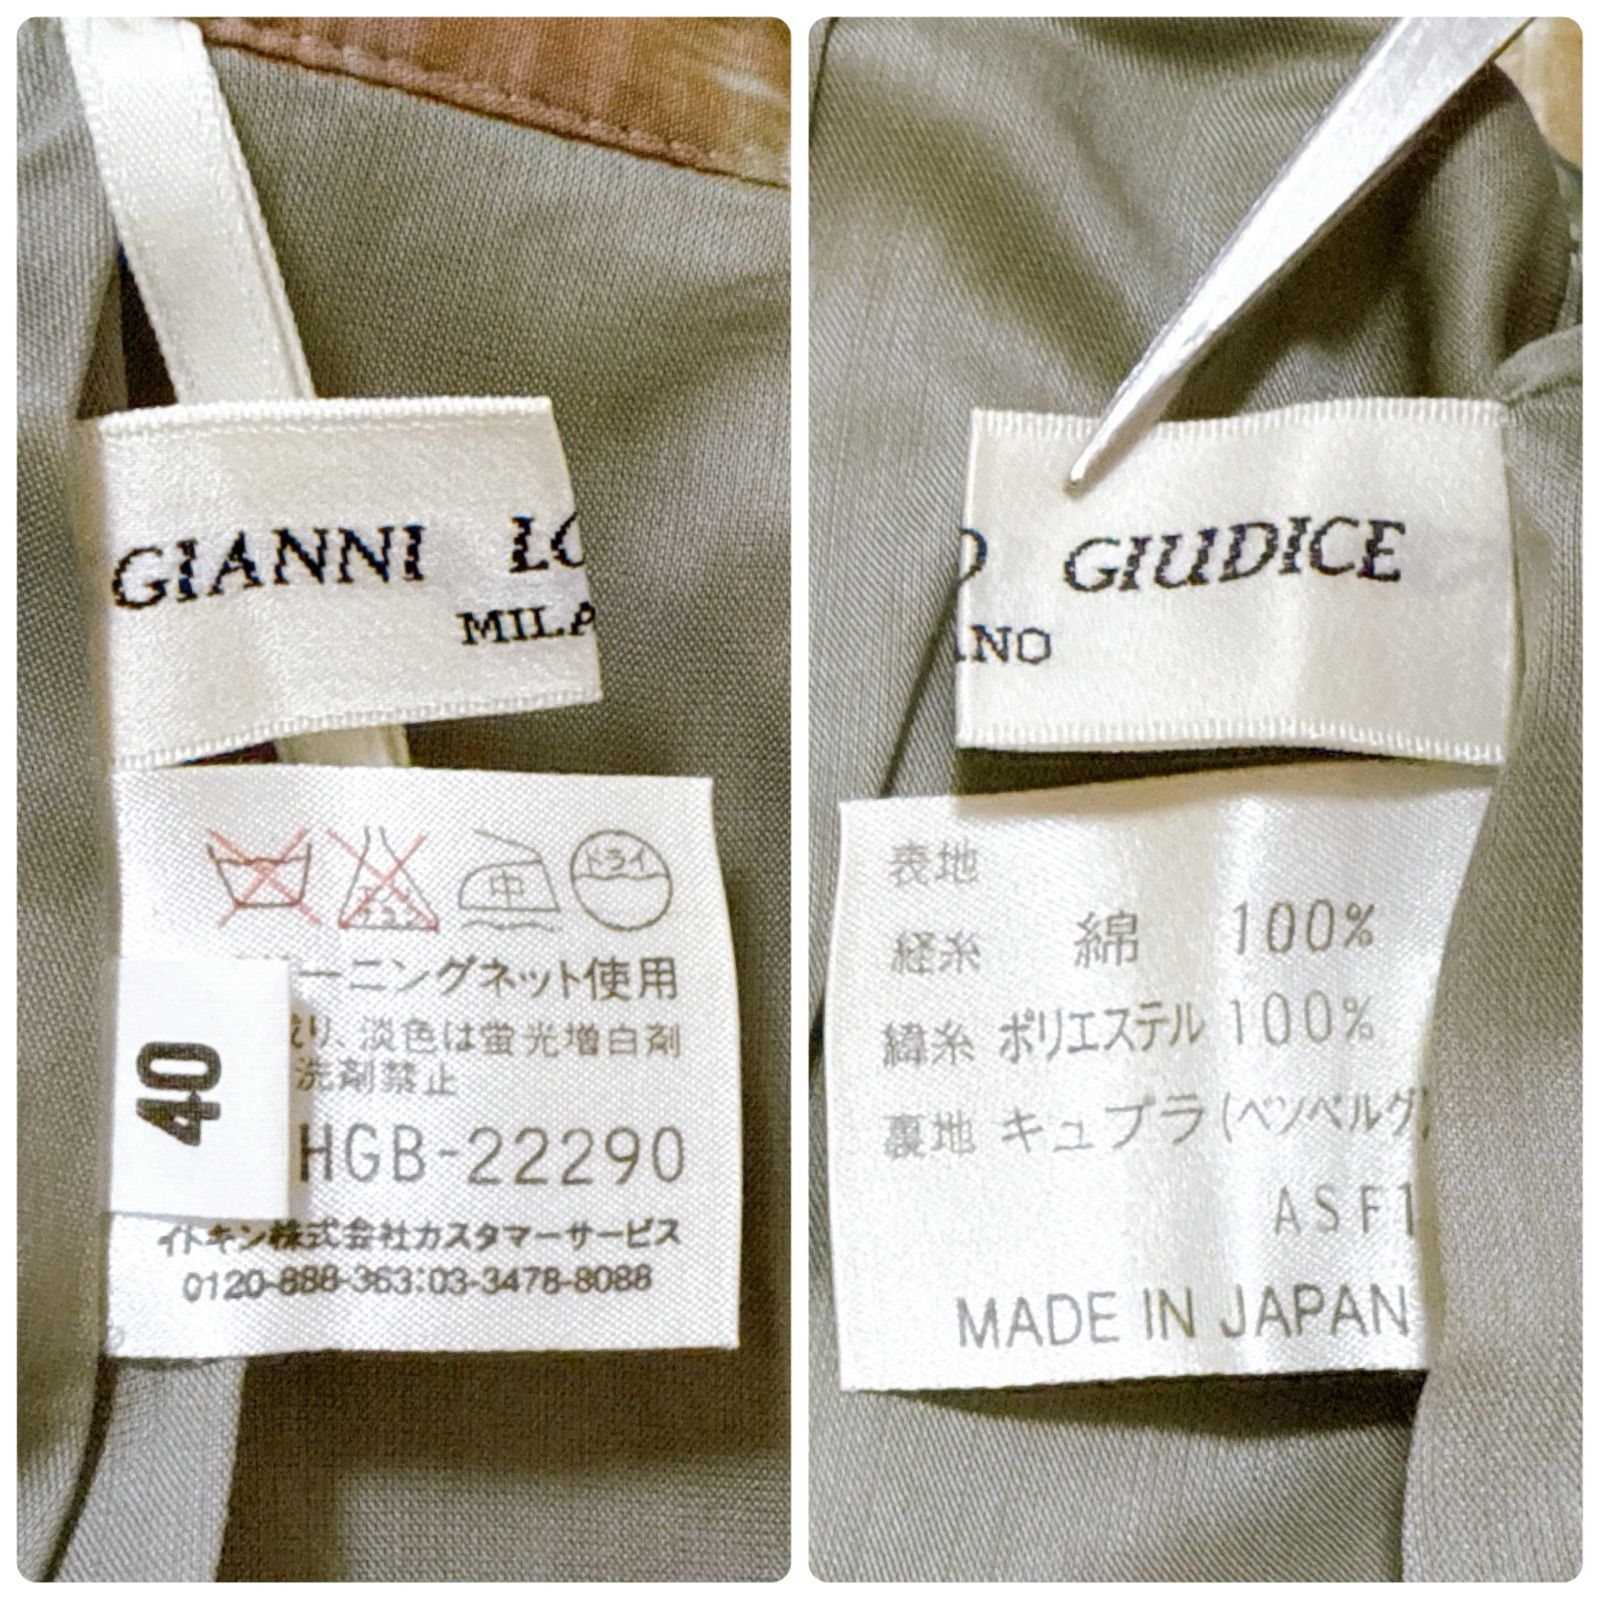 GIANNI LO
MILA
ドライ
中
ーニングネット使用
り、淡色は蛍光増白剤
洗剤禁止
40
HGB-22290
イトキン株式会社カスタマーサービス
0120-888-363:03-3478-8088
GIUDICE
NO
表地
経糸 綿 100%
緯糸 ポリエステル 100%
裏地 キュプラ(ベンベルグ)
ASF1
MADE IN JAPAN